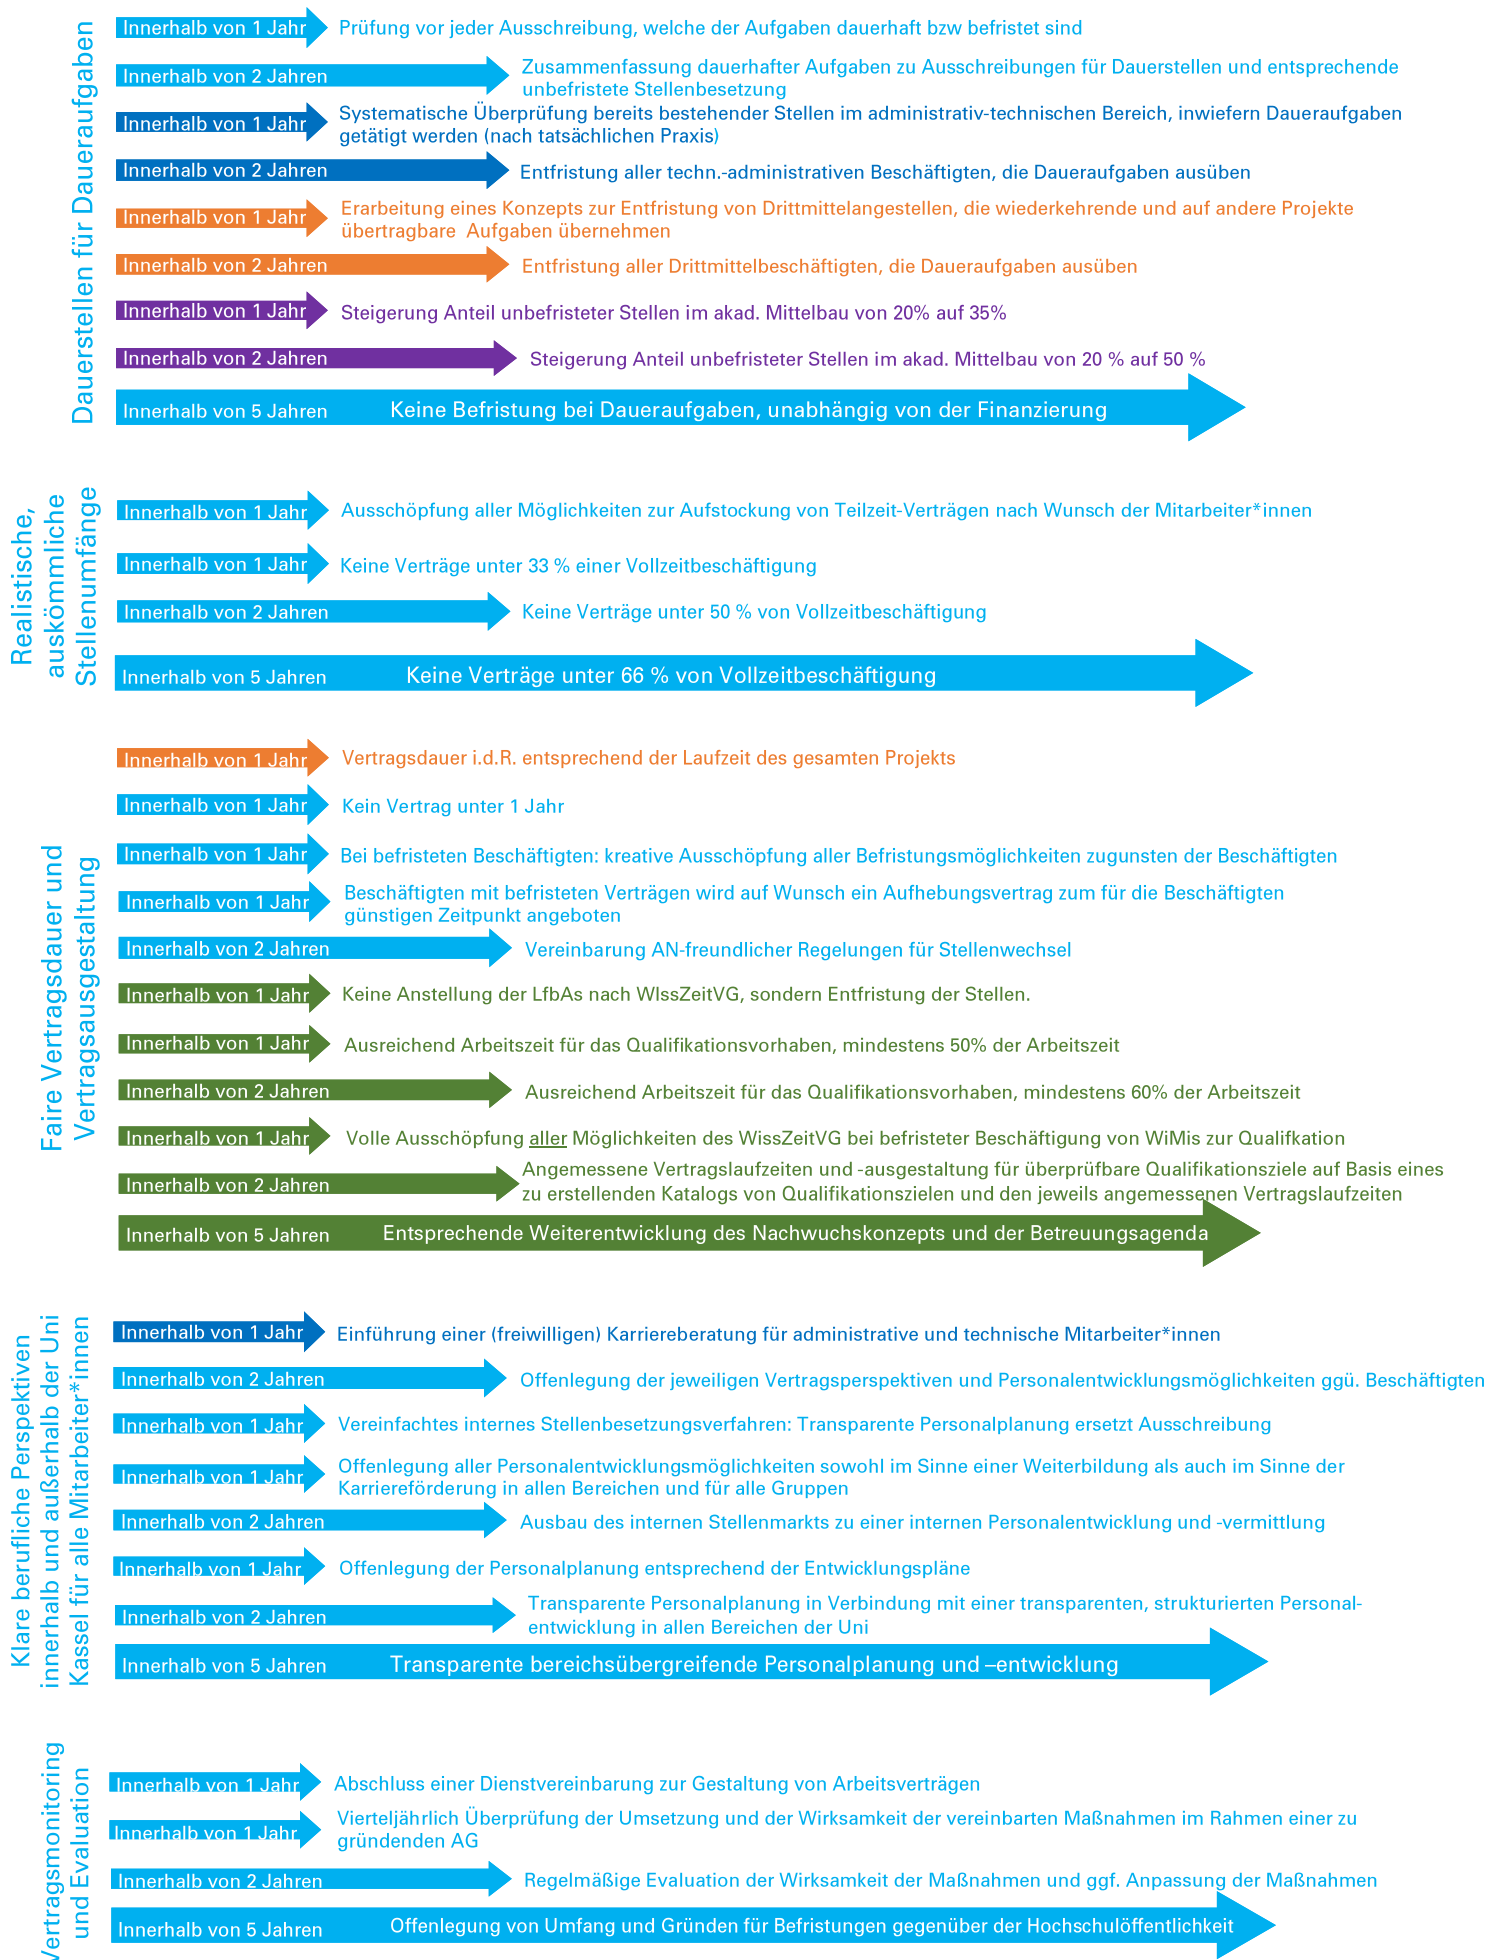 Dauerstellen für Daueraufgaben
Innerhalb von 1 Jahr
Prüfung vor jeder Ausschreibung, welche der Aufgaben dauerhaft bzw befristet sind
Innerhalb von 2 Jahren
Zusammenfassung dauerhafter Aufgaben zu Ausschreibungen für Dauerstellen und entsprechende
unbefristete Stellenbesetzung
Innerhalb von 1 Jahr
Systematische Überprüfung bereits bestehender Stellen im administrativ-technischen Bereich, inwiefern Daueraufgaben
getätigt werden (nach tatsächlichen Praxis)
Innerhalb von 2 Jahren
Entfristung aller techn.-administrativen Beschäftigten, die Daueraufgaben ausüben
Innerhalb von 1 Jahr
Erarbeitung eines Konzepts zur Entfristung von Drittmittelangestellen, die wiederkehrende und auf andere Projekte
übertragbare Aufgaben übernehmen
Innerhalb von 2 Jahren
Entfristung aller Drittmittelbeschäftigten, die Daueraufgaben ausüben
Innerhalb von 1 Jahr
Steigerung Anteil unbefristeter Stellen im akad. Mittelbau von 20% auf 35%
Innerhalb von 2 Jahren
Steigerung Anteil unbefristeter Stellen im akad. Mittelbau von 20 % auf 50 %
Innerhalb von 5 Jahren
Keine Befristung bei Daueraufgaben, unabhängig von der Finanzierung
Realistische,
auskömmliche
Stellenumfänge
Innerhalb von 1 Jahr
Ausschöpfung aller Möglichkeiten zur Aufstockung von Teilzeit-Verträgen nach Wunsch der Mitarbeiter*innen
Innerhalb von 1 Jahr
Keine Verträge unter 33 % einer Vollzeitbeschäftigung
Innerhalb von 2 Jahren
Keine Verträge unter 50 % von Vollzeitbeschäftigung
Innerhalb von 5 Jahren
Keine Verträge unter 66 % von Vollzeitbeschäftigung
Faire Vertragsdauer und
Vertragsausgestaltung
Innerhalb von 1 Jahr
Vertragsdauer i.d.R. entsprechend der Laufzeit des gesamten Projekts
Innerhalb von 1 Jahr
Kein Vertrag unter 1 Jahr
Innerhalb von 1 Jahr
Bei befristeten Beschäftigten: kreative Ausschöpfung aller Befristungsmöglichkeiten zugunsten der Beschäftigten
Innerhalb von 1 Jahr
Beschäftigten mit befristeten Verträgen wird auf Wunsch ein Aufhebungsvertrag zum für die Beschäftigten
günstigen Zeitpunkt angeboten
Innerhalb von 2 Jahren
Vereinbarung AN-freundlicher Regelungen für Stellenwechsel
Innerhalb von 1 Jahr
Keine Anstellung der LfbAs nach WIssZeitVG, sondern Entfristung der Stellen.
Innerhalb von 1 Jahr
Ausreichend Arbeitszeit für das Qualifikationsvorhaben, mindestens 50% der Arbeitszeit
Innerhalb von 2 Jahren
Ausreichend Arbeitszeit für das Qualifikationsvorhaben, mindestens 60% der Arbeitszeit
Innerhalb von 1 Jahr
Volle Ausschöpfung aller Möglichkeiten des WissZeitVG bei befristeter Beschäftigung von WiMis zur Qualifkation
Innerhalb von 2 Jahren
Angemessene Vertragslaufzeiten und -ausgestaltung für überprüfbare Qualifikationsziele auf Basis eines
zu erstellenden Katalogs von Qualifikationszielen und den jeweils angemessenen Vertragslaufzeiten
Innerhalb von 5 Jahren
Entsprechende Weiterentwicklung des Nachwuchskonzepts und der Betreuungsagenda
Klare berufliche Perspektiven
innerhalb und außerhalb der Uni
Kassel für alle Mitarbeiter*innen
Innerhalb von 1 Jahr
Einführung einer (freiwilligen) Karriereberatung für administrative und technische Mitarbeiter*innen
Innerhalb von 2 Jahren
Offenlegung der jeweiligen Vertragsperspektiven und Personalentwicklungsmöglichkeiten ggü. Beschäftigten
Innerhalb von 1 Jahr
Vereinfachtes internes Stellenbesetzungsverfahren: Transparente Personalplanung ersetzt Ausschreibung
Innerhalb von 1 Jahr
Offenlegung aller Personalentwicklungsmöglichkeiten sowohl im Sinne einer Weiterbildung als auch im Sinne der
Karriereförderung in allen Bereichen und für alle Gruppen
Innerhalb von 2 Jahren
Ausbau des internen Stellenmarkts zu einer internen Personalentwicklung und -vermittlung
Innerhalb von 1 Jahr
Offenlegung der Personalplanung entsprechend der Entwicklungspläne
Innerhalb von 2 Jahren
Transparente Personalplanung in Verbindung mit einer transparenten, strukturierten Personal-
entwicklung in allen Bereichen der Uni
Innerhalb von 5 Jahren
Transparente bereichsübergreifende Personalplanung und –entwicklung
Vertragsmonitoring
und Evaluation
Innerhalb von 1 Jahr
Abschluss einer Dienstvereinbarung zur Gestaltung von Arbeitsverträgen
Innerhalb von 1 Jahr
Vierteljährlich Überprüfung der Umsetzung und der Wirksamkeit der vereinbarten Maßnahmen im Rahmen einer zu
gründenden AG
Innerhalb von 2 Jahren
Regelmäßige Evaluation der Wirksamkeit der Maßnahmen und ggf. Anpassung der Maßnahmen
Innerhalb von 5 Jahren
Offenlegung von Umfang und Gründen für Befristungen gegenüber der Hochschulöffentlichkeit